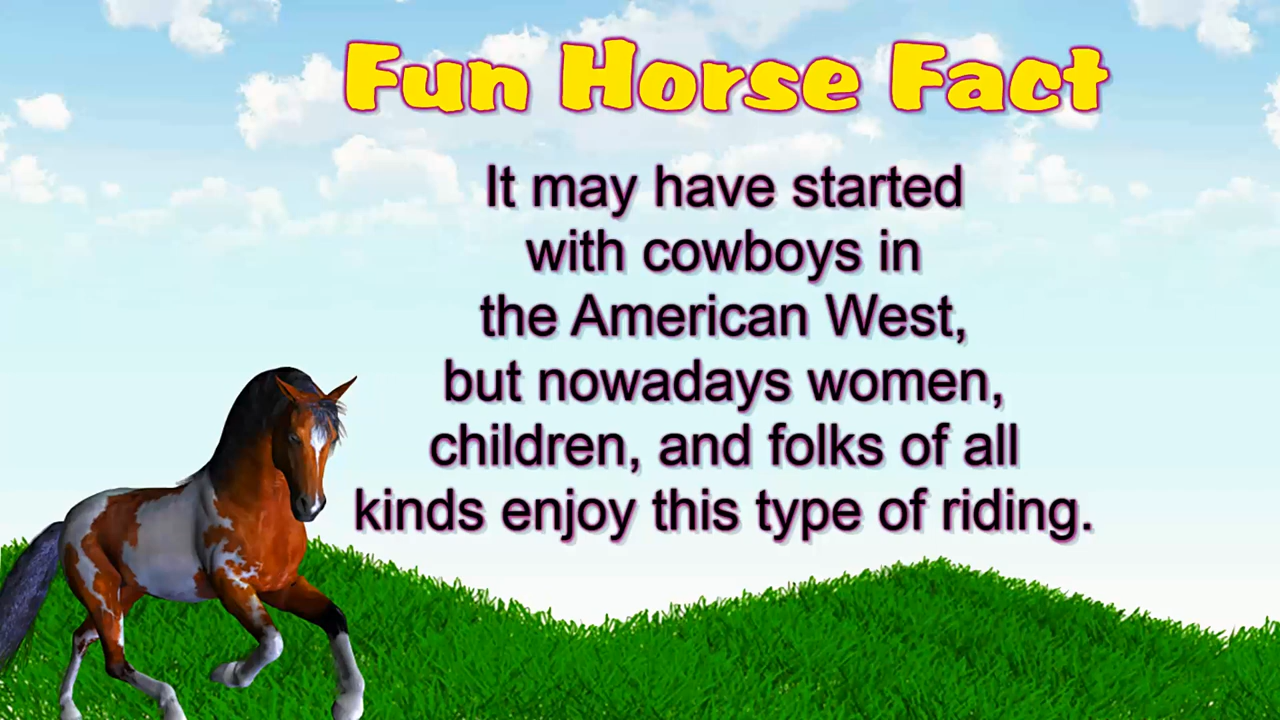 Fun Horse Fact
It may have started
with cowboys in
the American West,
but nowadays women,
children, and folks of all
kinds enjoy this type of riding.